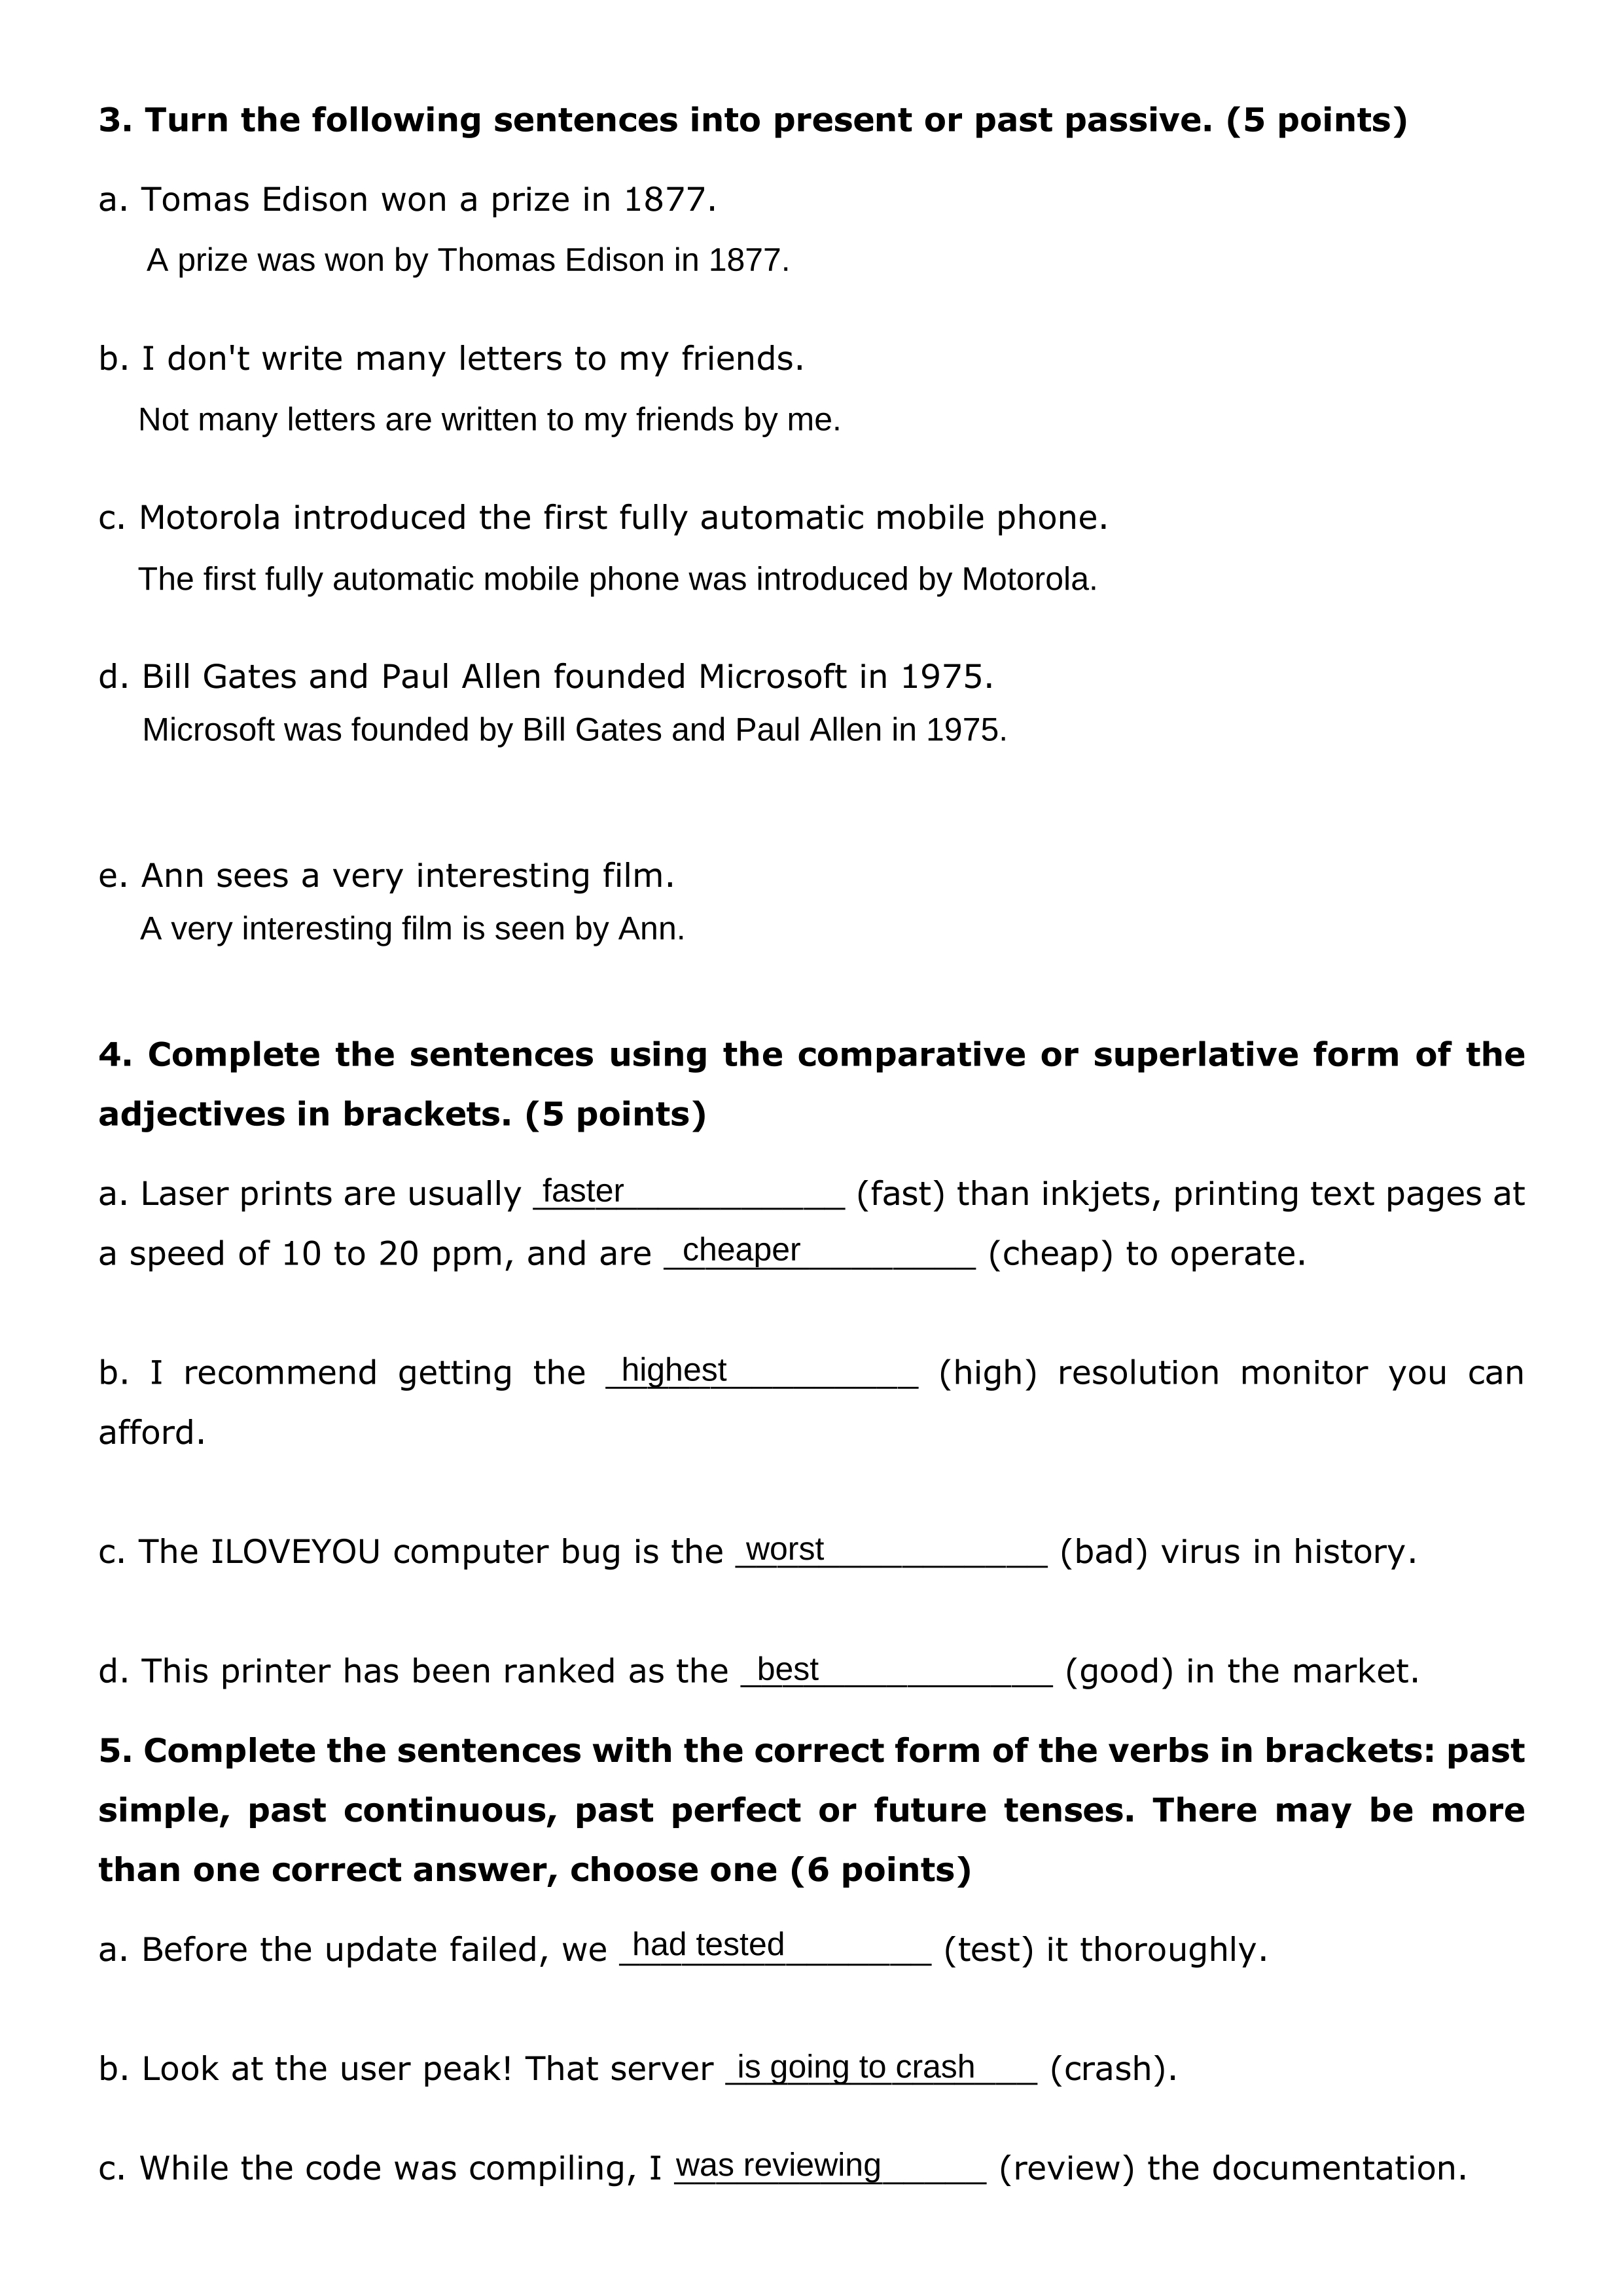 3. Turn the following sentences into present or past passive. (5 points)
a. Tomas Edison won a prize in 1877.
A prize was won by Thomas Edison in 1877.
b. I don't write many letters to my friends.
Not many letters are written to my friends by me.
c. Motorola introduced the first fully automatic mobile phone.
The first fully automatic mobile phone was introduced by Motorola.
d. Bill Gates and Paul Allen founded Microsoft in 1975.
Microsoft was founded by Bill Gates and Paul Allen in 1975.
e. Ann sees a very interesting film.
A very interesting film is seen by Ann.
4. Complete the sentences using the comparative or superlative form of the
adjectives in brackets. (5 points)
a. Laser prints are usually faster (fast) than inkjets, printing text pages at
a speed of 10 to 20 ppm, and are cheaper (cheap) to operate.
b. I recommend getting the highest (high) resolution monitor you can
afford.
c. The ILOVEYOU computer bug is the worst (bad) virus in history.
d. This printer has been ranked as the best (good) in the market.
5. Complete the sentences with the correct form of the verbs in brackets: past
simple, past continuous, past perfect or future tenses. There may be more
than one correct answer, choose one (6 points)
a. Before the update failed, we had tested (test) it thoroughly.
b. Look at the user peak! That server is going to crash (crash).
c. While the code was compiling, I was reviewing (review) the documentation.